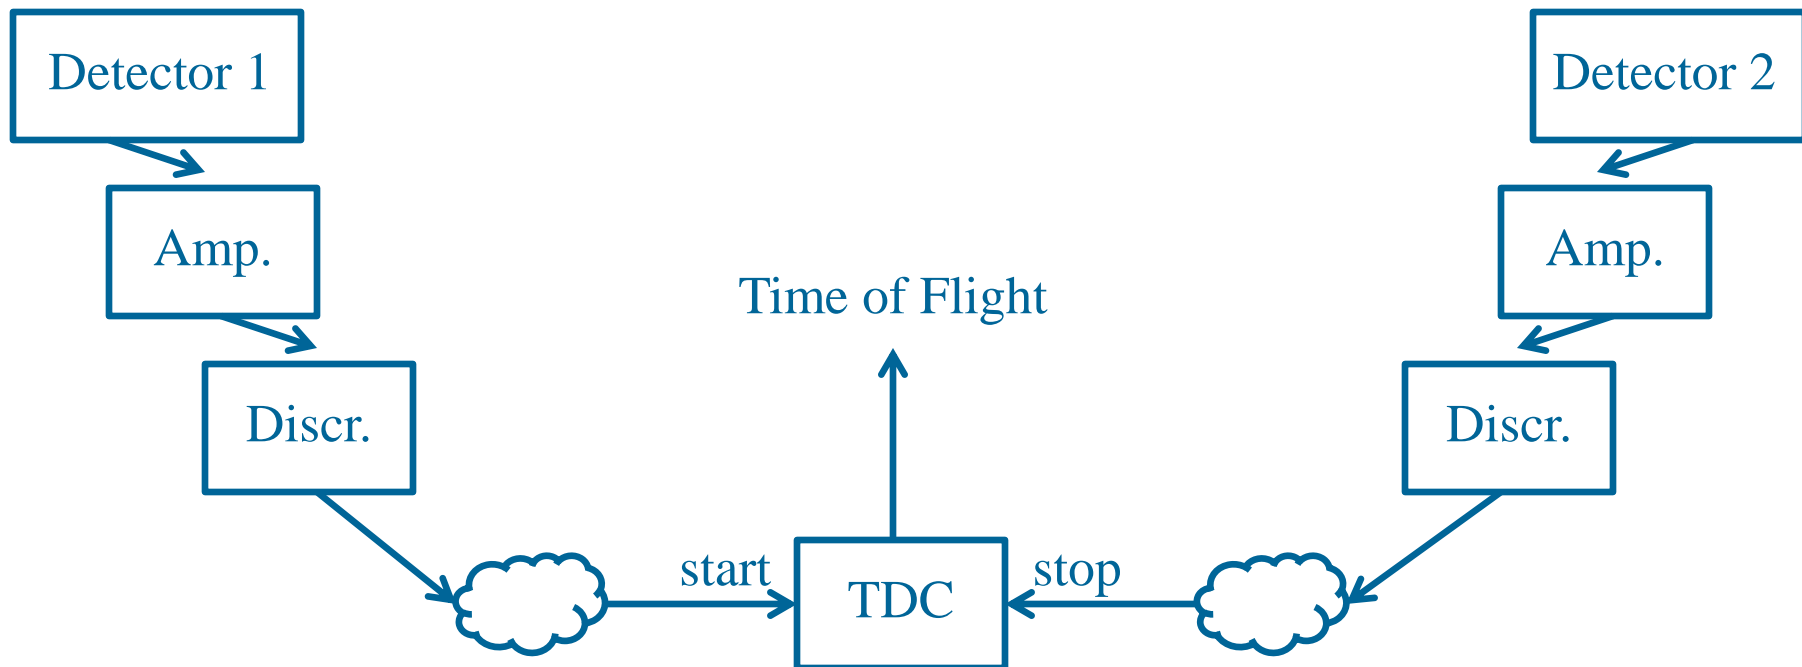 Detector 1
Detector 2
Amp.
Amp.
Time of Flight
Discr.
Discr.
start
stop
TDC